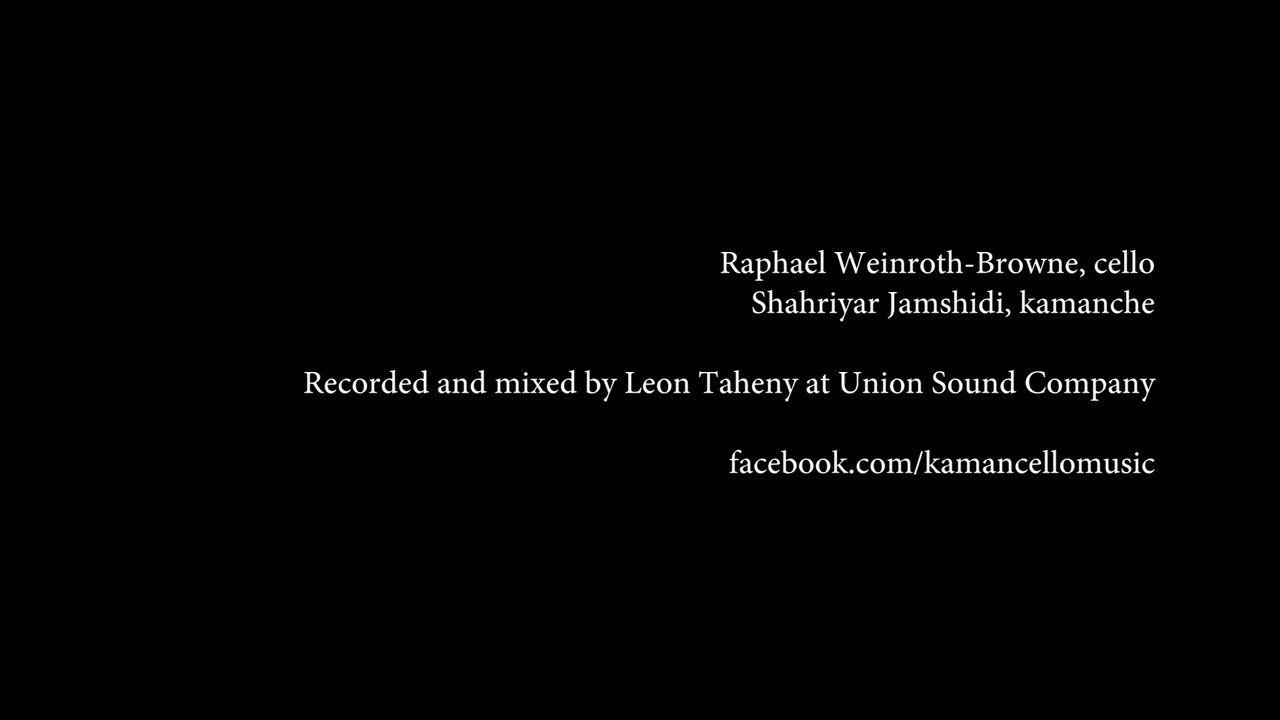 Raphael Weinroth-Browne, cello
Shahriyar Jamshidi, kamanche
Recorded and mixed by Leon Taheny at Union Sound Company
facebook.com/kamancellomusic